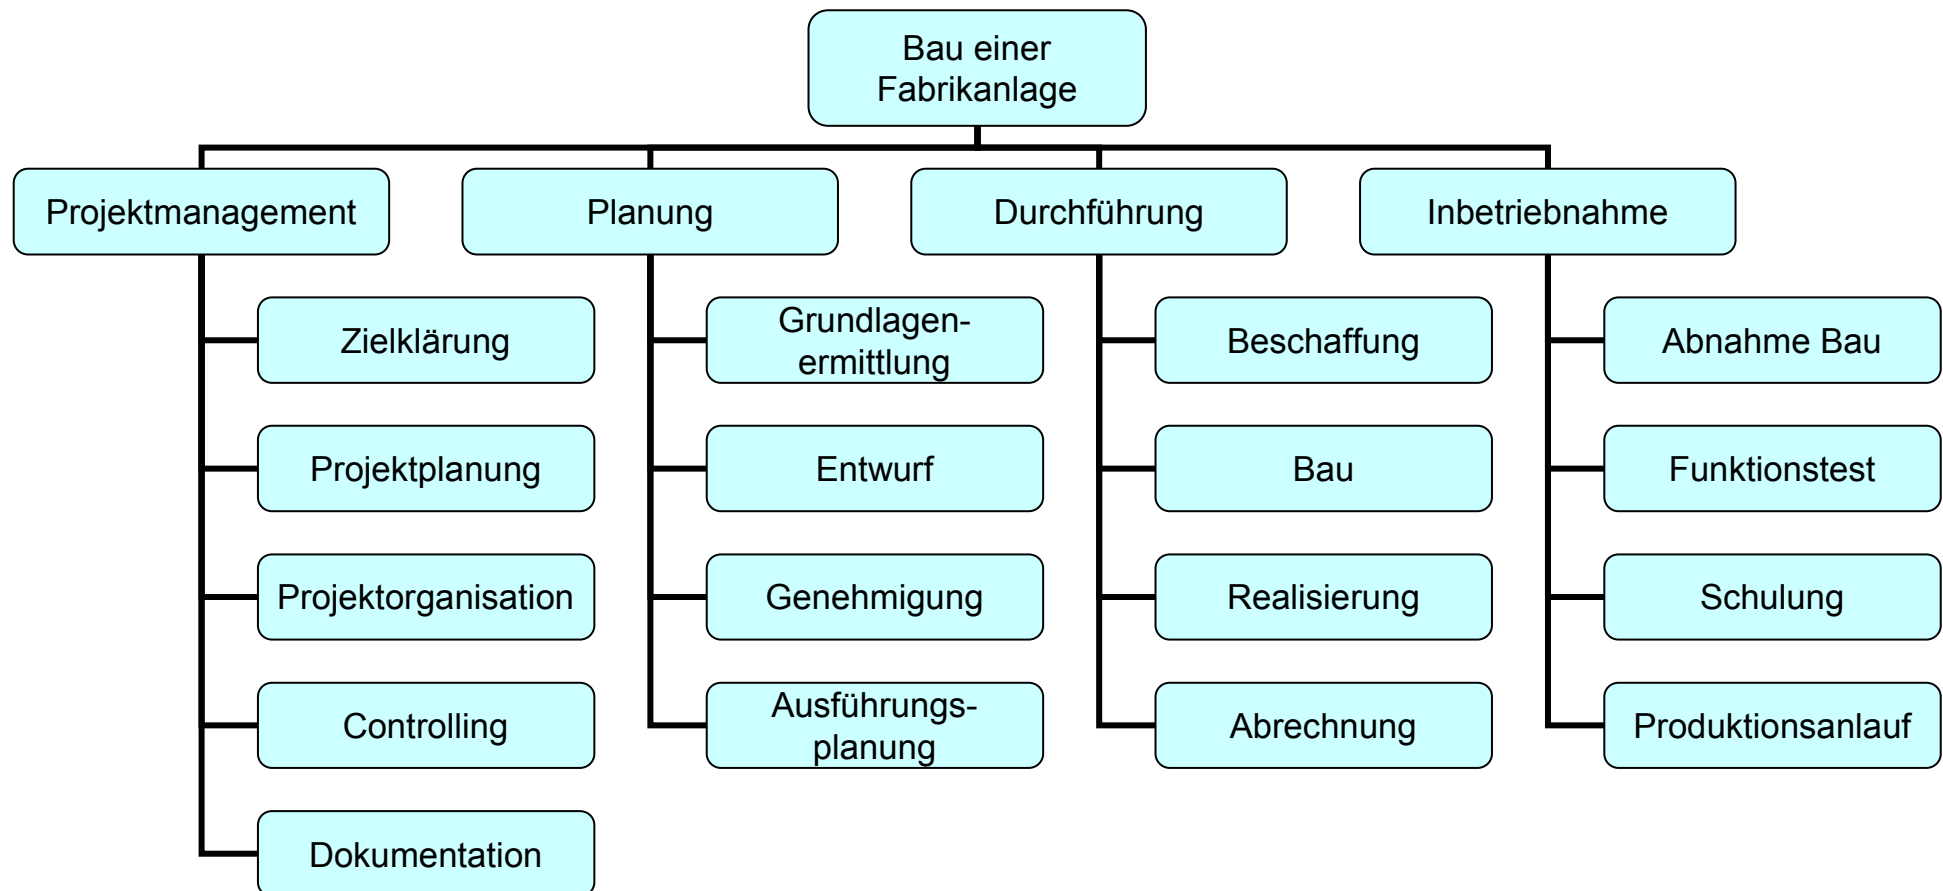 Bau einer
Fabrikanlage
Projektmanagement
Planung
Durchführung
Inbetriebnahme
Zielklärung
Grundlagen-
ermittlung
Beschaffung
Abnahme Bau
Projektplanung
Entwurf
Bau
Funktionstest
Projektorganisation
Genehmigung
Realisierung
Schulung
Controlling
Ausführungs-
planung
Abrechnung
Produktionsanlauf
Dokumentation